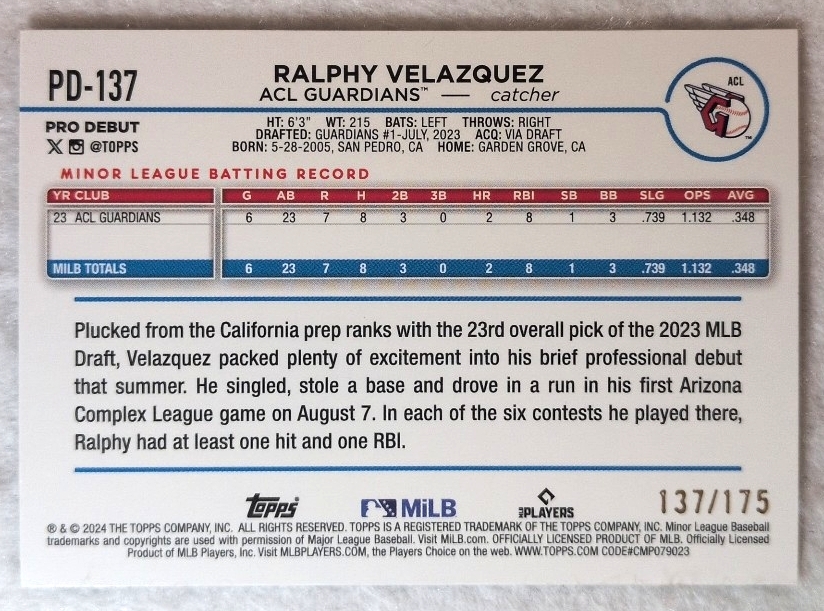 PD-137
RALPHY VELAZQUEZ
ACL GUARDIANS™ — catcher
ACL
PRO DEBUT
X @TOPPS
HT: 6'3" WT: 215 BATS: LEFT THROWS: RIGHT
DRAFTED: GUARDIANS #1-JULY, 2023 ACQ: VIA DRAFT
BORN: 5-28-2005, SAN PEDRO, CA HOME: GARDEN GROVE, CA
MINOR LEAGUE BATTING RECORD
YR CLUB G AB R H 2B 3B HR RBI SB BB SLG OPS AVG
23 ACL GUARDIANS 6 23 7 8 3 0 2 8 1 3 .739 1.132 .348
MILB TOTALS 6 23 7 8 3 0 2 8 1 3 .739 1.132 .348
Plucked from the California prep ranks with the 23rd overall pick of the 2023 MLB
Draft, Velazquez packed plenty of excitement into his brief professional debut
that summer. He singled, stole a base and drove in a run in his first Arizona
Complex League game on August 7. In each of the six contests he played there,
Ralphy had at least one hit and one RBI.
Topps MiLB MLB PLAYERS 137/175
® & © 2024 THE TOPPS COMPANY, INC. ALL RIGHTS RESERVED. TOPPS IS A REGISTERED TRADEMARK OF THE TOPPS COMPANY, INC. Minor League Baseball
trademarks and copyrights are used with permission of Major League Baseball. Visit MiLB.com. OFFICIALLY LICENSED PRODUCT OF MLB. Officially Licensed
Product of MLB Players, Inc. Visit MLBPLAYERS.COM, the Players Choice on the web. WWW.TOPPS.COM CODE#CMP079023